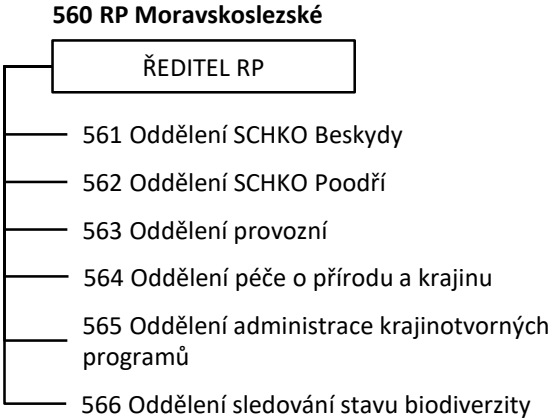 560 RP Moravskoslezské
ŘEDITEL RP
561 Oddělení SCHKO Beskydy
562 Oddělení SCHKO Poodří
563 Oddělení provozní
564 Oddělení péče o přírodu a krajinu
565 Oddělení administrace krajinotvorných
programů
566 Oddělení sledování stavu biodiverzity